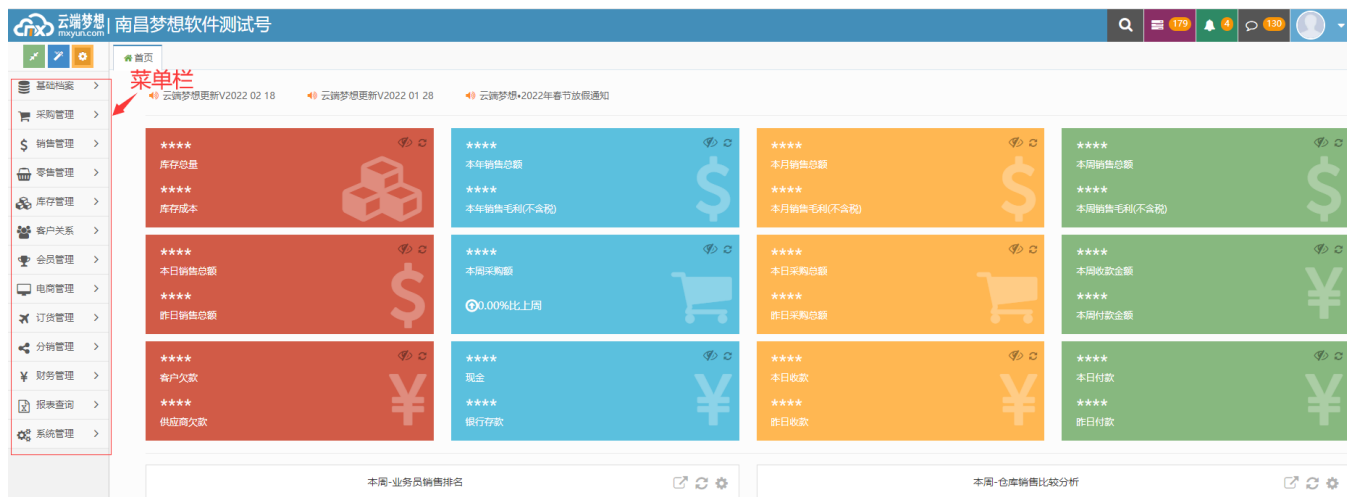 云端梦想 mxyun.com | 南昌梦想软件测试号
179
4
130
首页
菜单栏
基础档案
采购管理
销售管理
零售管理
库存管理
客户关系
会员管理
电商管理
订货管理
分销管理
财务管理
报表查询
系统管理
云端梦想更新V2022 02 18
云端梦想更新V2022 01 28
云端梦想•2022年春节放假通知
****
库存总量
****
库存成本
****
本年销售总额
****
本年销售毛利(不含税)
****
本月销售总额
****
本月销售毛利(不含税)
****
本周销售总额
****
本周销售毛利(不含税)
****
本日销售总额
****
昨日销售总额
****
本周采购额
0.00%比上周
****
本日采购总额
****
昨日采购总额
****
本周收款金额
****
本周付款金额
****
客户欠款
****
供应商欠款
****
现金
****
银行存款
****
本日收款
****
昨日收款
****
本日付款
****
昨日付款
本周-业务员销售排名
本周-仓库销售比较分析